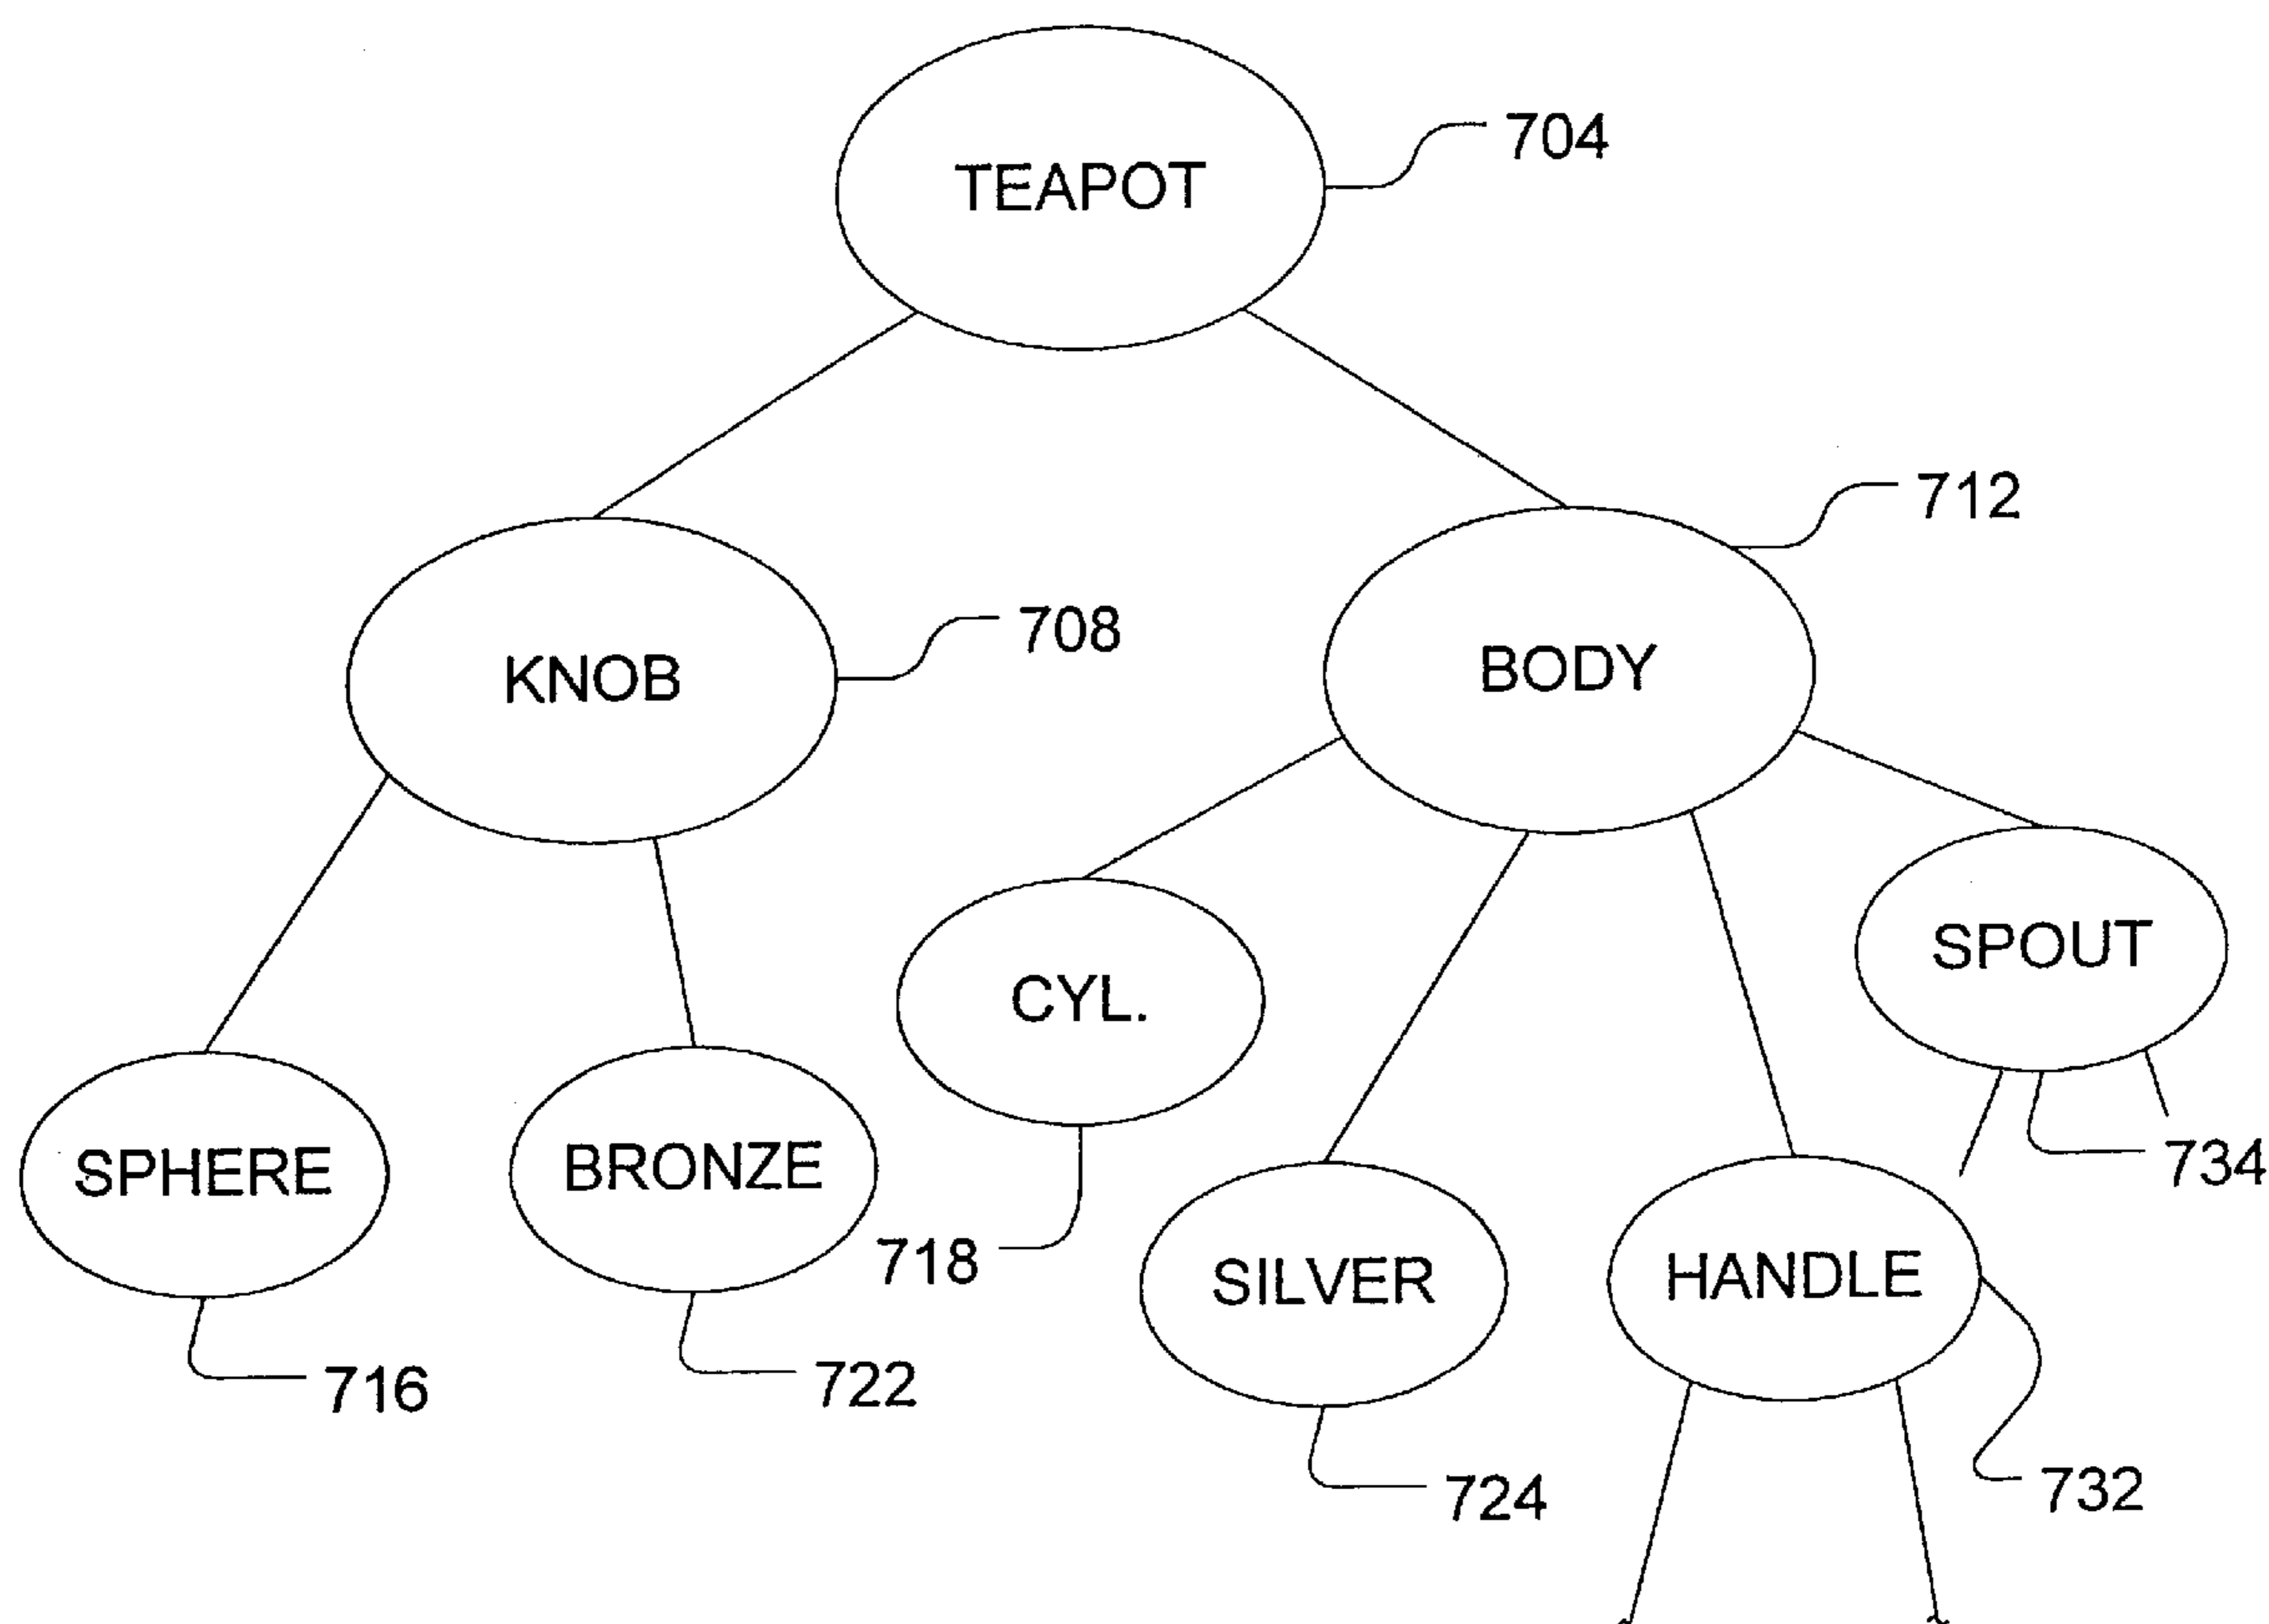 704
TEAPOT
712
708
KNOB
BODY
SPOUT
CYL.
SPHERE
BRONZE
734
718
SILVER
HANDLE
716
722
724
732